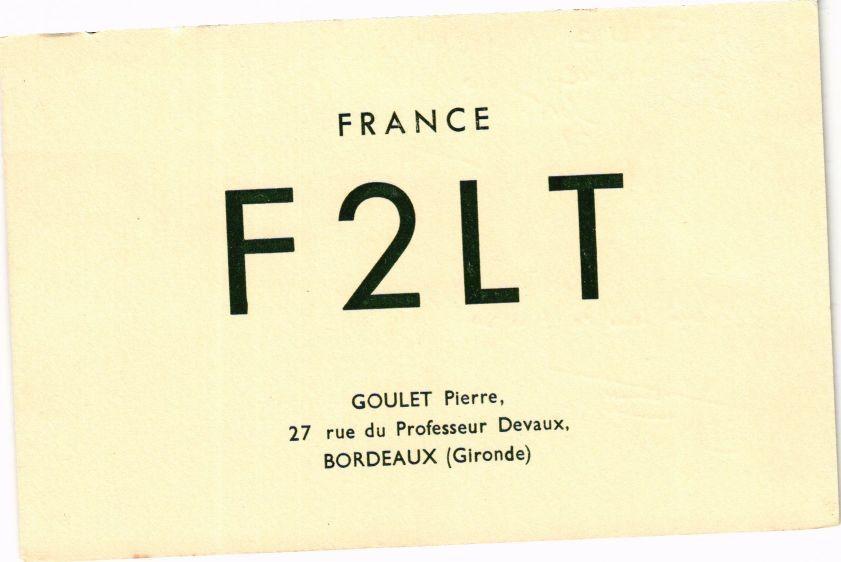 FRANCE
F2LT
GOULET Pierre,
27 rue du Professeur Devaux,
BORDEAUX (Gironde)